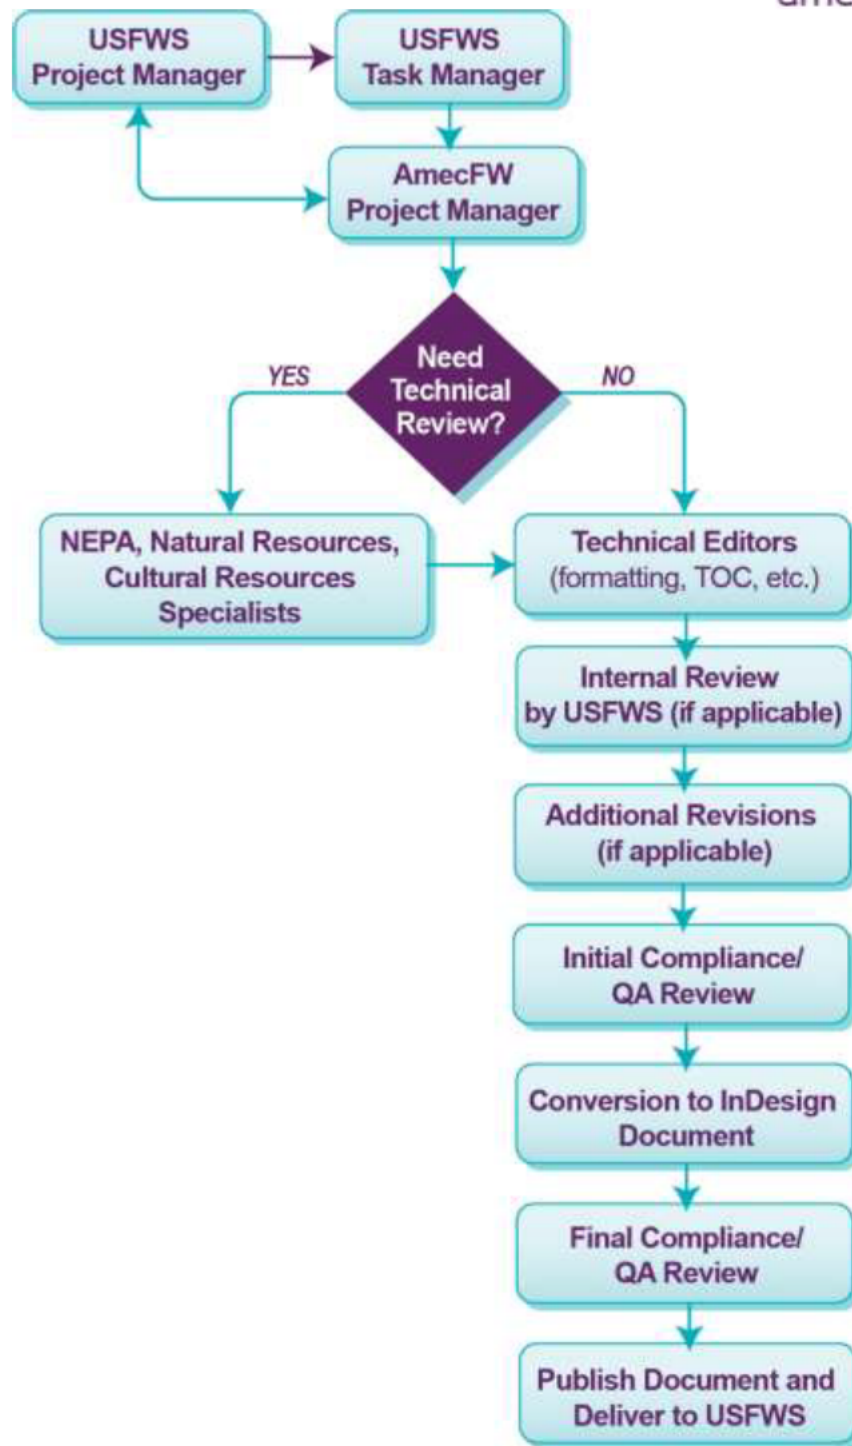 ame
USFWS
Project Manager
USFWS
Task Manager
AmecFW
Project Manager
Need
Technical
Review?
YES
NO
NEPA, Natural Resources,
Cultural Resources
Specialists
Technical Editors
(formatting, TOC, etc.)
Internal Review
by USFWS (if applicable)
Additional Revisions
(if applicable)
Initial Compliance/
QA Review
Conversion to InDesign
Document
Final Compliance/
QA Review
Publish Document and
Deliver to USFWS